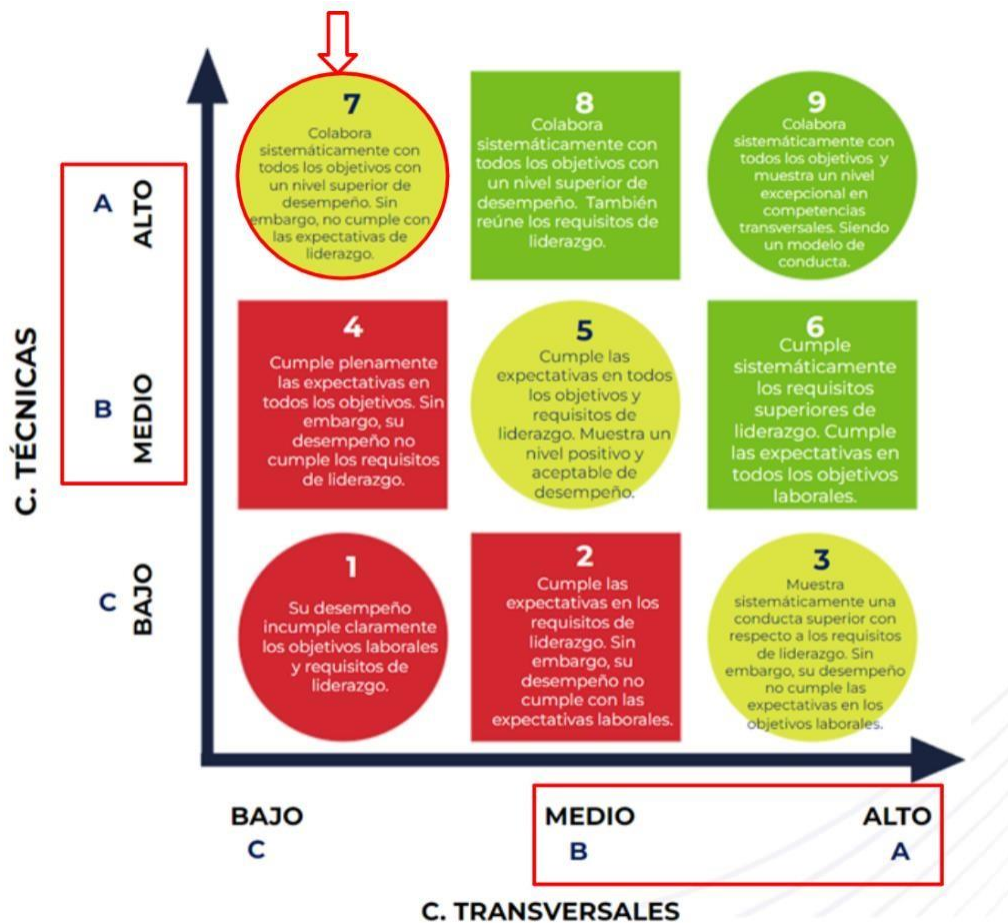 7
Colabora
sistemáticamente con
todos los objetivos con
un nivel superior de
desempeño. Sin
embargo, no cumple con
las expectativas de
liderazgo.
8
Colabora
sistemáticamente con
todos los objetivos con
un nivel superior de
desempeño. También
reúne los requisitos de
liderazgo.
9
Colabora
sistemáticamente con
todos los objetivos y
muestra un nivel
excepcional en
competencias
transversales. Siendo
un modelo de
conducta.
A
ALTO
4
Cumple plenamente
las expectativas en
todos los objetivos. Sin
embargo, su
desempeño no
cumple los requisitos
de liderazgo.
5
Cumple las
expectativas en todos
los objetivos y
requisitos de
liderazgo. Muestra un
nivel positivo y
aceptable de
desempeño.
6
Cumple
sistemáticamente
los requisitos
superiores de
liderazgo. Cumple
las expectativas en
todos los objetivos
laborales.
B
MEDIO
C. TÉCNICAS
1
Su desempeño
incumple claramente
los objetivos laborales
y requisitos de
liderazgo.
2
Cumple las
expectativas en los
requisitos de
liderazgo. Sin
embargo, su
desempeño no
cumple con las
expectativas laborales.
3
Muestra
sistemáticamente una
conducta superior con
respecto a los requisitos
de liderazgo. Sin
embargo, su desempeño
no cumple las
expectativas en los
objetivos laborales.
C
BAJO
BAJO
C
MEDIO
B
ALTO
A
C. TRANSVERSALES